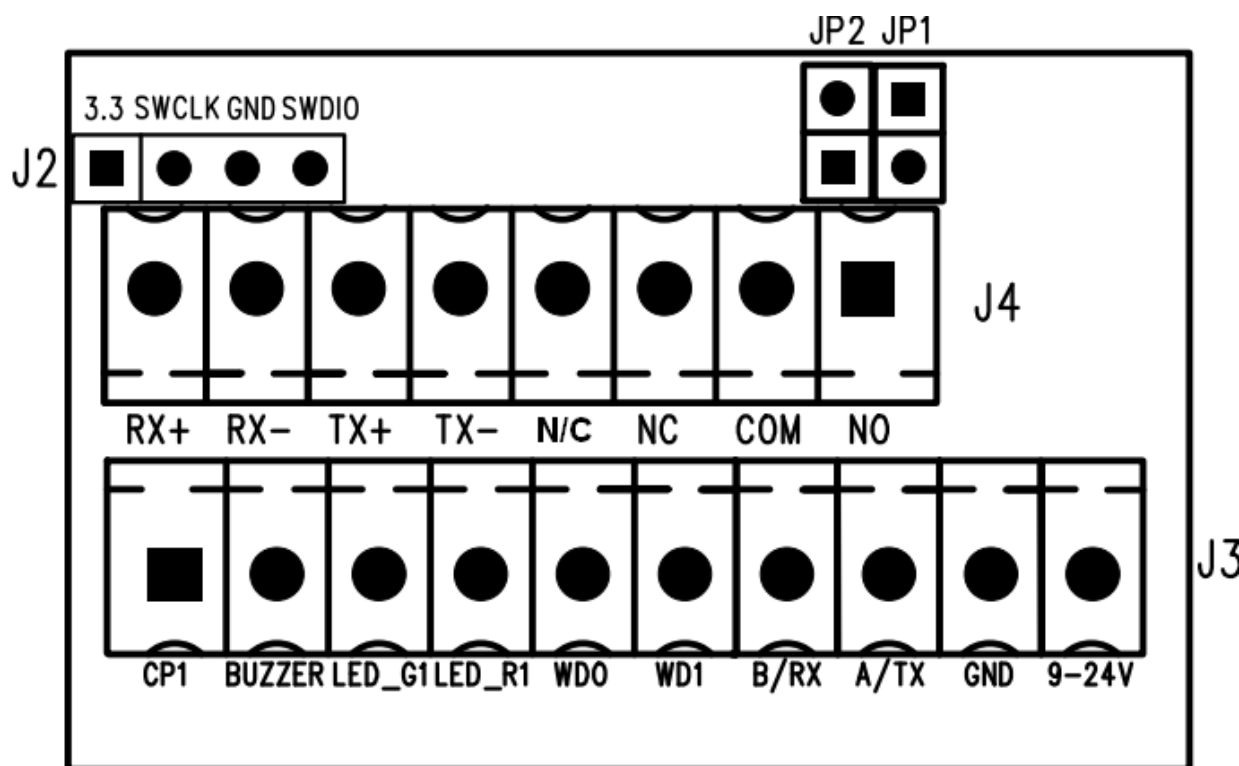 JP2 JP1
3.3 SWCLK GND SWDIO
J2
J4
RX+ RX- TX+ TX- N/C NC COM NO
J3
CP1 BUZZER LED_G1 LED_R1 WD0 WD1 B/RX A/TX GND 9-24V